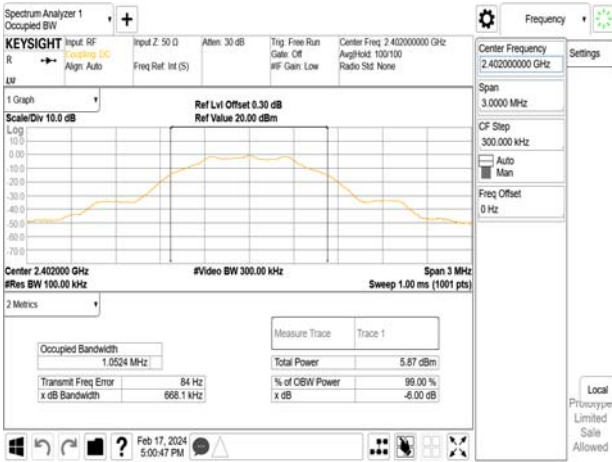 Spectrum Analyzer 1
Occupied BW
+
Frequency
KEYSIGHT
R
Input: RF
Coupling: DC
Align: Auto
Input Z: 50 Ω
Freq Ref: Int (S)
Atten: 30 dB
Trig: Free Run
Gate: Off
#IF Gain: Low
Center Freq: 2.402000000 GHz
Avg|Hold: 100/100
Radio Std: None
1 Graph
Scale/Div 10.0 dB
Ref Lvl Offset 0.30 dB
Ref Value 20.00 dBm
Log
10.0
0.00
-10.0
-20.0
-30.0
-40.0
-50.0
-60.0
-70.0
Center 2.402000 GHz
#Res BW 100.00 kHz
#Video BW 300.00 kHz
Span 3 MHz
Sweep 1.00 ms (1001 pts)
2 Metrics
Occupied Bandwidth
1.0524 MHz
Transmit Freq Error 84 Hz
x dB Bandwidth 668.1 kHz
Measure Trace Trace 1
Total Power 5.87 dBm
% of OBW Power 99.00 %
x dB -6.00 dB
Center Frequency
2.402000000 GHz
Span
3.0000 MHz
CF Step
300.000 kHz
Auto
Man
Freq Offset
0 Hz
Settings
Local
Prototype
Limited
Sale
Allowed
?
Feb 17, 2024
5:00:47 PM